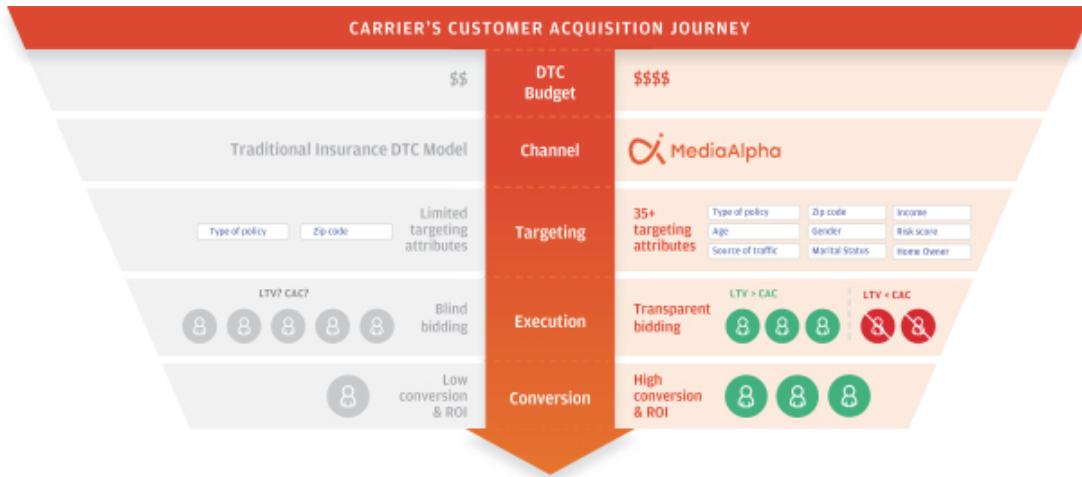 CARRIER'S CUSTOMER ACQUISITION JOURNEY
$$
DTC
Budget
$$$$
Traditional Insurance DTC Model
Channel
MediaAlpha
Type of policy
Zip code
Limited
targeting
attributes
Targeting
35+
targeting
attributes
Type of policy
Zip code
Income
Age
Gender
Risk score
Source of traffic
Marital Status
Home Owner
LTV? CAC?
Blind
bidding
Execution
Transparent
bidding
LTV > CAC
LTV < CAC
Low
conversion
& ROI
Conversion
High
conversion
& ROI